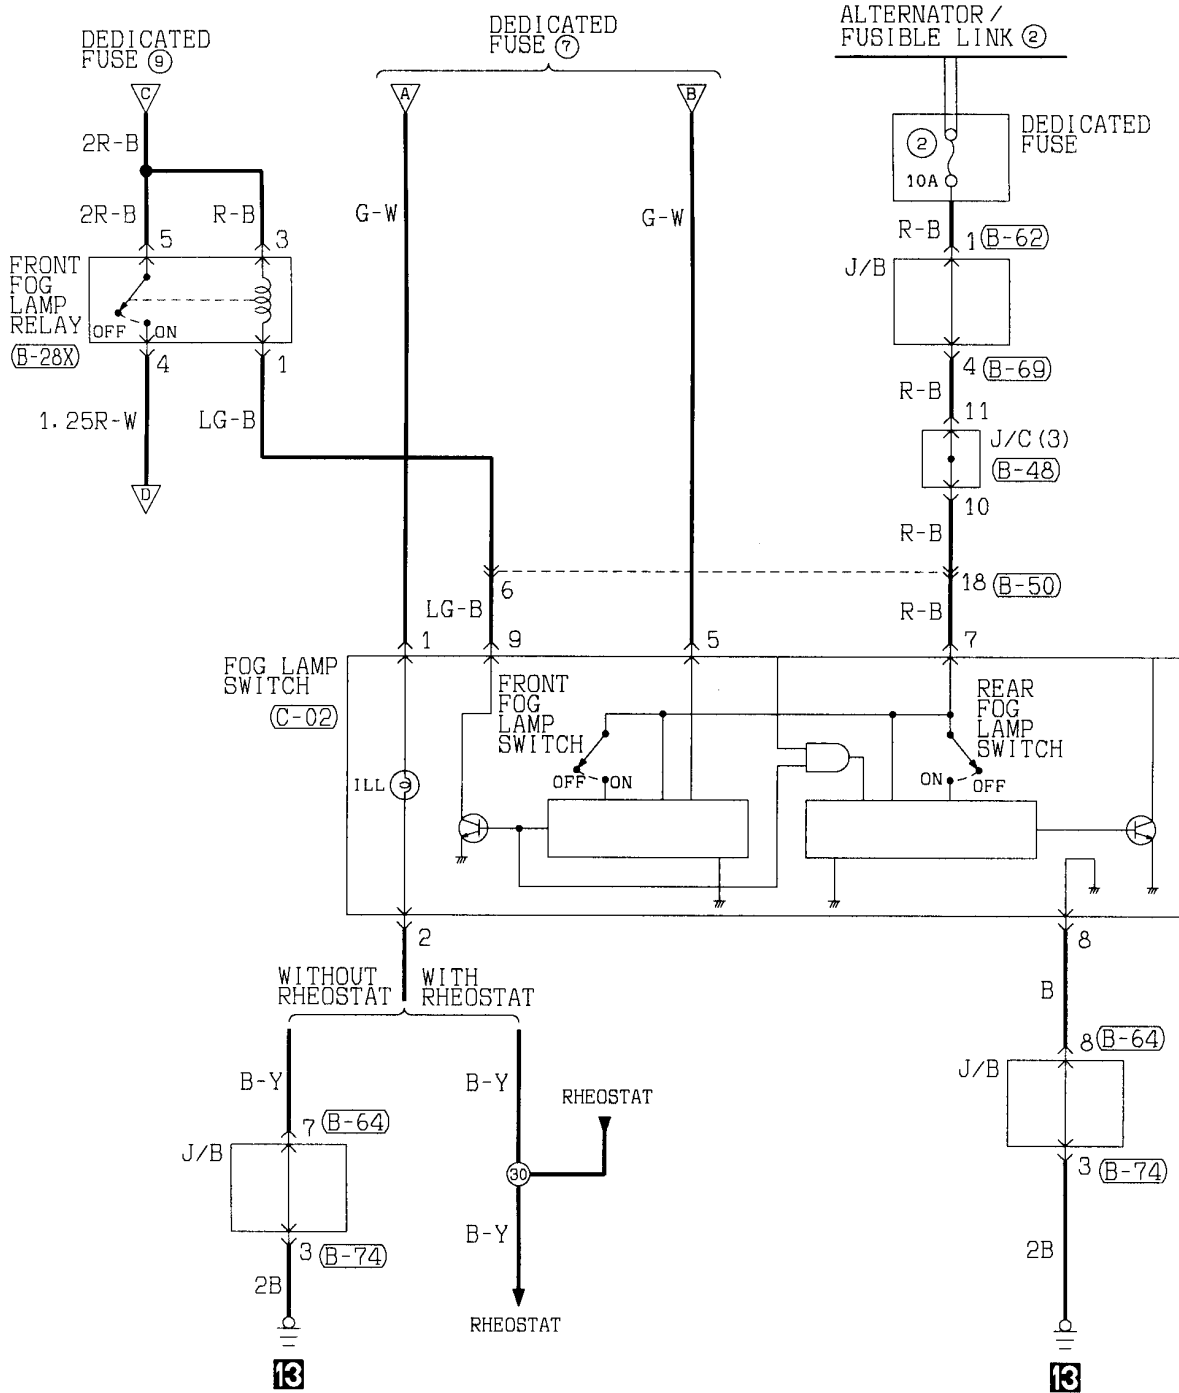 DEDICATED
FUSE ⑨
DEDICATED
FUSE ⑦
ALTERNATOR/
FUSIBLE LINK ②
C
A
B
DEDICATED
FUSE
②
10A
2R-B
2R-B
R-B
G-W
G-W
R-B
5
3
1
B-62
J/B
FRONT
FOG
LAMP
RELAY
OFF
ON
B-28X
4
1
4
B-69
R-B
1.25R-W
LG-B
11
J/C(3)
B-48
D
10
R-B
6
18
B-50
LG-B
R-B
1
9
5
7
FOG LAMP
SWITCH
C-02
FRONT
FOG
LAMP
SWITCH
REAR
FOG
LAMP
SWITCH
ILL
OFF
ON
ON
OFF
2
8
WITHOUT
RHEOSTAT
WITH
RHEOSTAT
B
8
B-64
J/B
B-Y
B-Y
RHEOSTAT
7
B-64
J/B
30
3
B-74
B-Y
3
B-74
2B
2B
RHEOSTAT
13
13